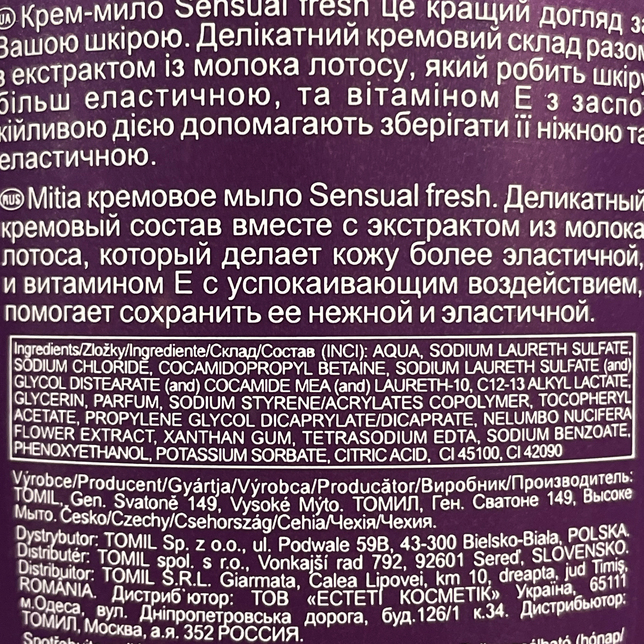 UA Крем-мило Sensual fresh це кращий догляд за
Вашою шкірою. Делікатний кремовий склад разом
з екстрактом із молока лотосу, який робить шкіру
більш еластичною, та вітаміном Е з заспо-
кійливою дією допомагають зберігати її ніжною та
еластичною.
RUS Mitia кремовое мыло Sensual fresh. Деликатный
кремовый состав вместе с экстрактом из молока
лотоса, который делает кожу более эластичной,
и витамином Е с успокаивающим воздействием,
помогает сохранить ее нежной и эластичной.
Ingredients/Zložky/Ingrediente/Склад/Состав (INCI): AQUA, SODIUM LAURETH SULFATE,
SODIUM CHLORIDE, COCAMIDOPROPYL BETAINE, SODIUM LAURETH SULFATE (and)
GLYCOL DISTEARATE (and) COCAMIDE MEA (and) LAURETH-10, C12-13 ALKYL LACTATE,
GLYCERIN, PARFUM, SODIUM STYRENE/ACRYLATES COPOLYMER, TOCOPHERYL
ACETATE, PROPYLENE GLYCOL DICAPRYLATE/DICAPRATE, NELUMBO NUCIFERA
FLOWER EXTRACT, XANTHAN GUM, TETRASODIUM EDTA, SODIUM BENZOATE,
PHENOXYETHANOL, POTASSIUM SORBATE, CITRIC ACID, CI 45100, CI 42090
Výrobce/Producent/Gyártja/Výrobca/Producător/Виробник/Производитель:
TOMIL, Gen. Svatoně 149, Vysoké Mýto. ТОМИЛ, Ген. Сватоне 149, Высоке
Мыто. Česko/Czechy/Csehország/Cehia/Чехія/Чехия.
Dystrybutor: TOMIL Sp. z o.o., ul. Podwale 59B, 43-300 Bielsko-Biała, POLSKA.
Distributér: TOMIL spol. s r.o., Vonkajší rad 792, 92601 Sereď, SLOVENSKO.
Distribuitor: TOMIL S.R.L. Giarmata, Calea Lipovei, km 10, dreapta, jud Timiş,
ROMÂNIA. Дистриб`ютор: ТОВ «ЕСТЕТІ КОСМЕТІК» Україна, 65111
м.Одеса, вул. Дніпропетровська дорога, буд.126/1 к.34. Дистрибьютор:
ТОМИЛ, Москва, а.я. 352 РОССИЯ.